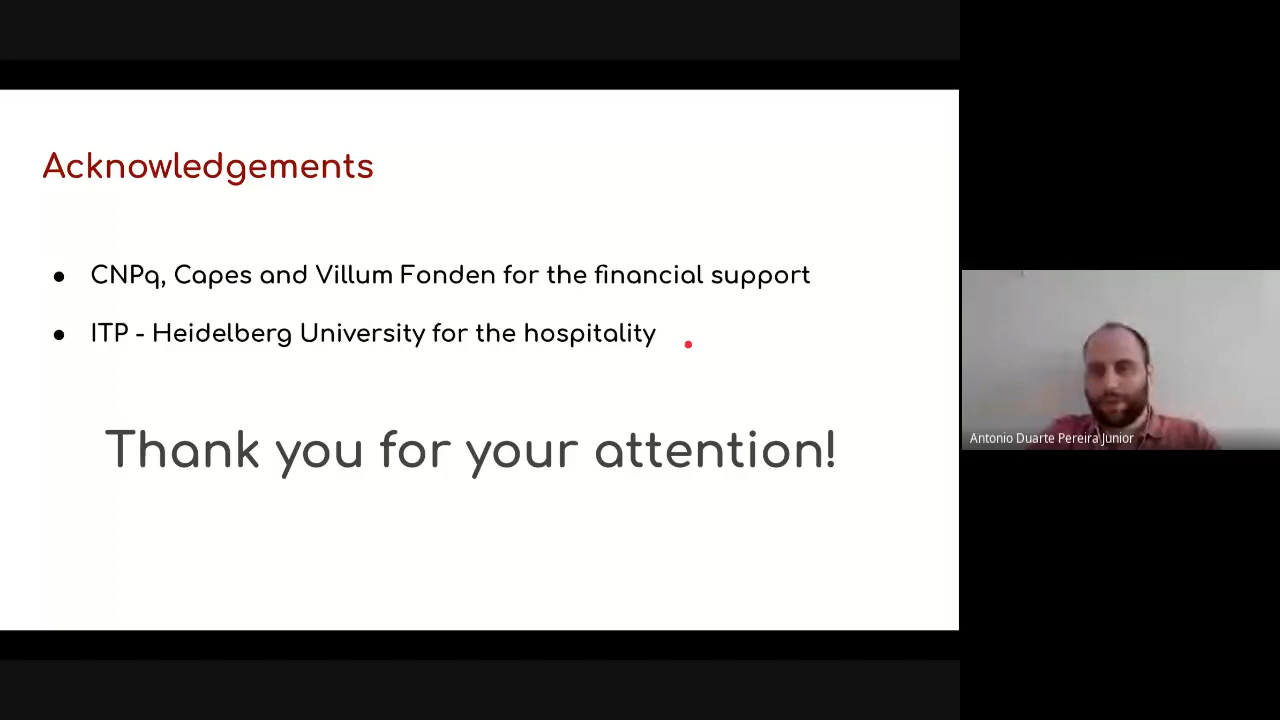 Acknowledgements
● CNPq, Capes and Villum Fonden for the financial support
● ITP - Heidelberg University for the hospitality
Thank you for your attention!
Antonio Duarte Pereira Junior